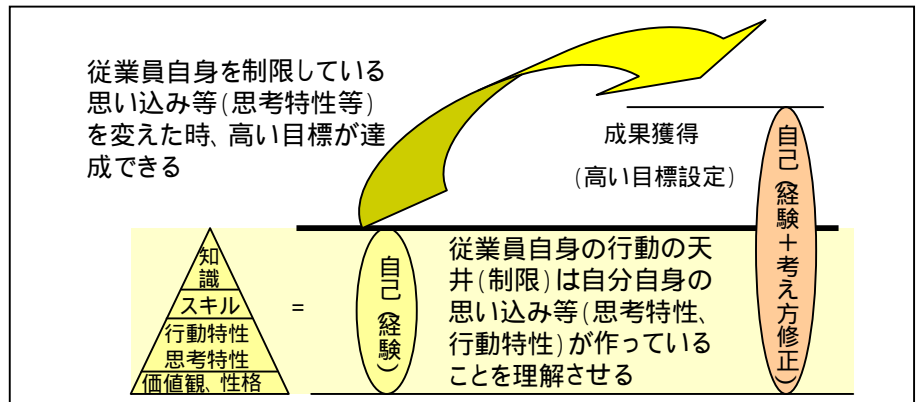 従業員自身を制限している
思い込み等(思考特性等)
を変えた時、高い目標が達
成できる
成果獲得
(高い目標設定)
知
識
スキル
行動特性
思考特性
価値観、性格
=
自己(経験)
従業員自身の行動の天
井(制限)は自分自身の
思い込み等(思考特性、
行動特性)が作っている
ことを理解させる
自己(経験+考え方修正)